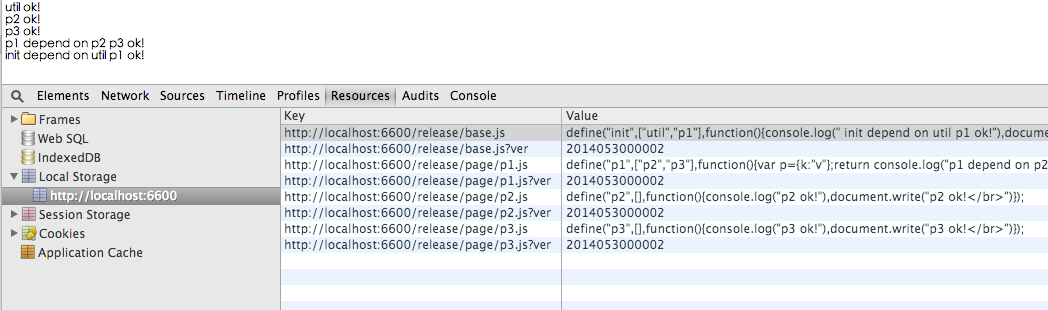 util ok!
p2 ok!
p3 ok!
p1 depend on p2 p3 ok!
init depend on util p1 ok!
Elements Network Sources Timeline Profiles Resources Audits Console
Frames
Web SQL
IndexedDB
Local Storage
http://localhost:6600
Session Storage
Cookies
Application Cache
Key Value
http://localhost:6600/release/base.js define("init",["util","p1"],function(){console.log(" init depend on util p1 ok!"),docum
http://localhost:6600/release/base.js?ver 2014053000002
http://localhost:6600/release/page/p1.js define("p1",["p2","p3"],function(){var p={k:"v"};return console.log("p1 depend on p2
http://localhost:6600/release/page/p1.js?ver 2014053000002
http://localhost:6600/release/page/p2.js define("p2",[],function(){console.log("p2 ok!"),document.write("p2 ok!</br>")});
http://localhost:6600/release/page/p2.js?ver 2014053000002
http://localhost:6600/release/page/p3.js define("p3",[],function(){console.log("p3 ok!"),document.write("p3 ok!</br>")});
http://localhost:6600/release/page/p3.js?ver 2014053000002